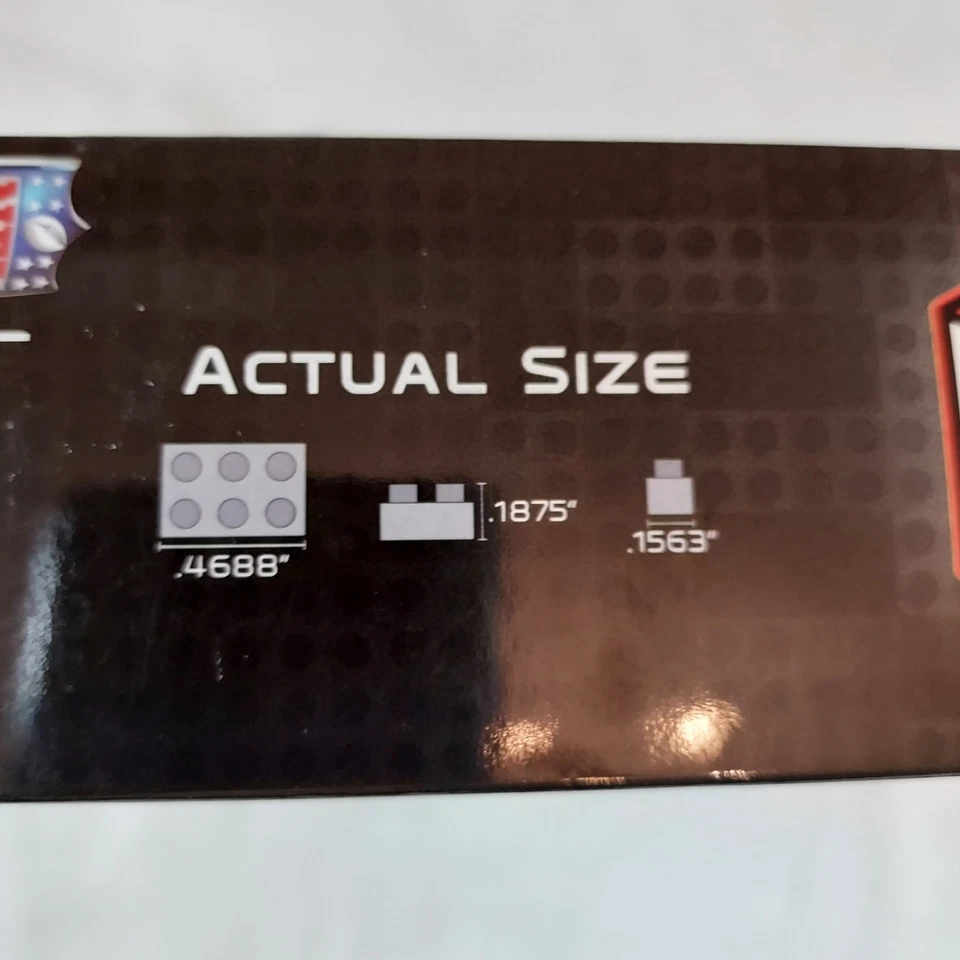 ACTUAL SIZE
.4688"
.1875"
.1563"